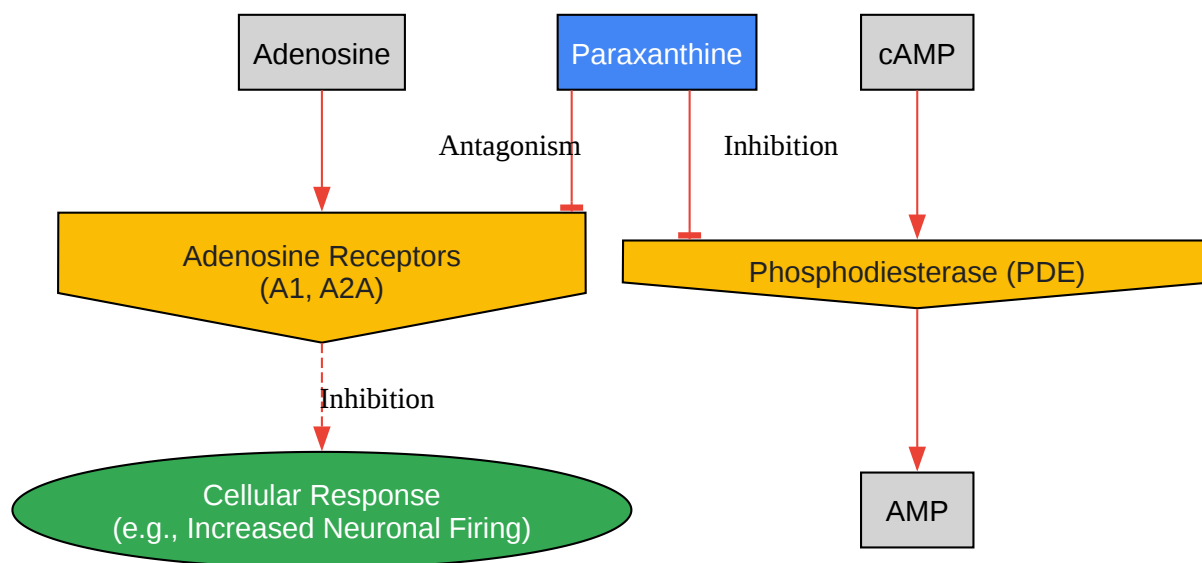 Adenosine
Paraxanthine
cAMP
Antagonism
Inhibition
Adenosine Receptors
(A1, A2A)
Phosphodiesterase (PDE)
Inhibition
Cellular Response
(e.g., Increased Neuronal Firing)
AMP